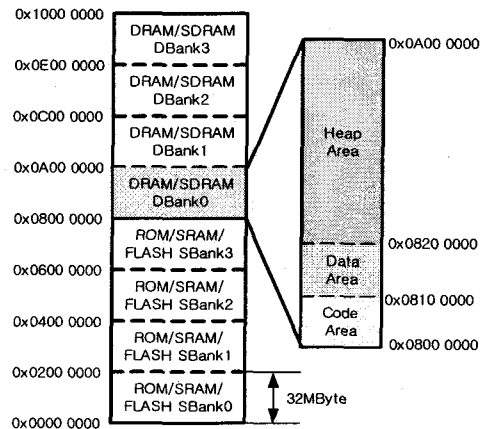 0x1000 0000
DRAM/SDRAM
DBank3
0x0E00 0000
DRAM/SDRAM
DBank2
0x0C00 0000
DRAM/SDRAM
DBank1
0x0A00 0000
DRAM/SDRAM
DBank0
0x0800 0000
ROM/SRAM/
FLASH SBank3
0x0600 0000
ROM/SRAM/
FLASH SBank2
0x0400 0000
ROM/SRAM/
FLASH SBank1
0x0200 0000
ROM/SRAM/
FLASH SBank0
0x0000 0000
32MByte
0x0A00 0000
Heap
Area
0x0820 0000
Data
Area
0x0810 0000
Code
Area
0x0800 0000